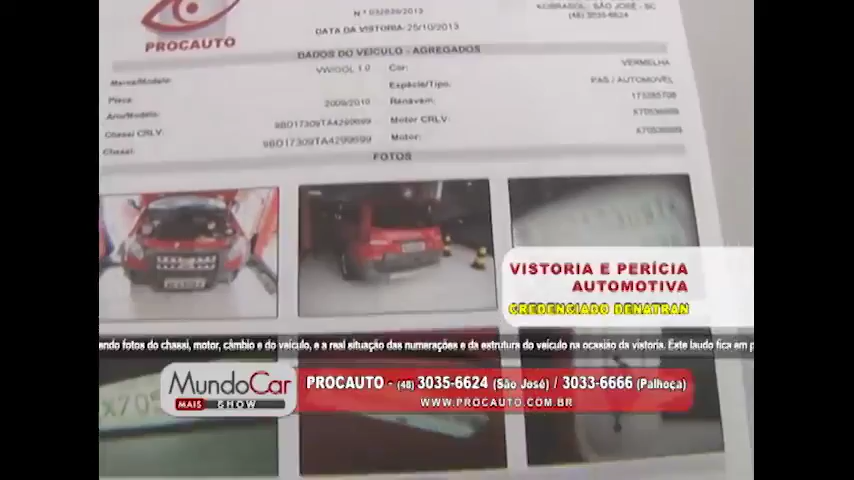 PROCAUTO
DATA DA VISTORIA: 25/10/2013
KOBRASOL, SÃO JOSÉ - SC
(48) 3035-6624
DADOS DO VEÍCULO - AGREGADOS
Marca/Modelo: VW/GOL 1.0 Cor: VERMELHA
Placa: Espécie/Tipo: PAS / AUTOMOVEL
Ano/Modelo: 2009/2010 Renavam:
Chassi CRLV: 9BD17309TA4299699 Motor CRLV:
Chassi: 9BD17309TA4299699 Motor:
FOTOS
VISTORIA E PERÍCIA
AUTOMOTIVA
CREDENCIADO DENATRAN
endo fotos do chassi, motor, câmbio e do veículo, e a real situação das numerações e da estrutura do veículo na ocasião da vistoria. Este laudo fica em p
MundoCar
MAIS SHOW
PROCAUTO - (48) 3035-6624 (São José) / 3033-6666 (Palhoça)
WWW.PROCAUTO.COM.BR